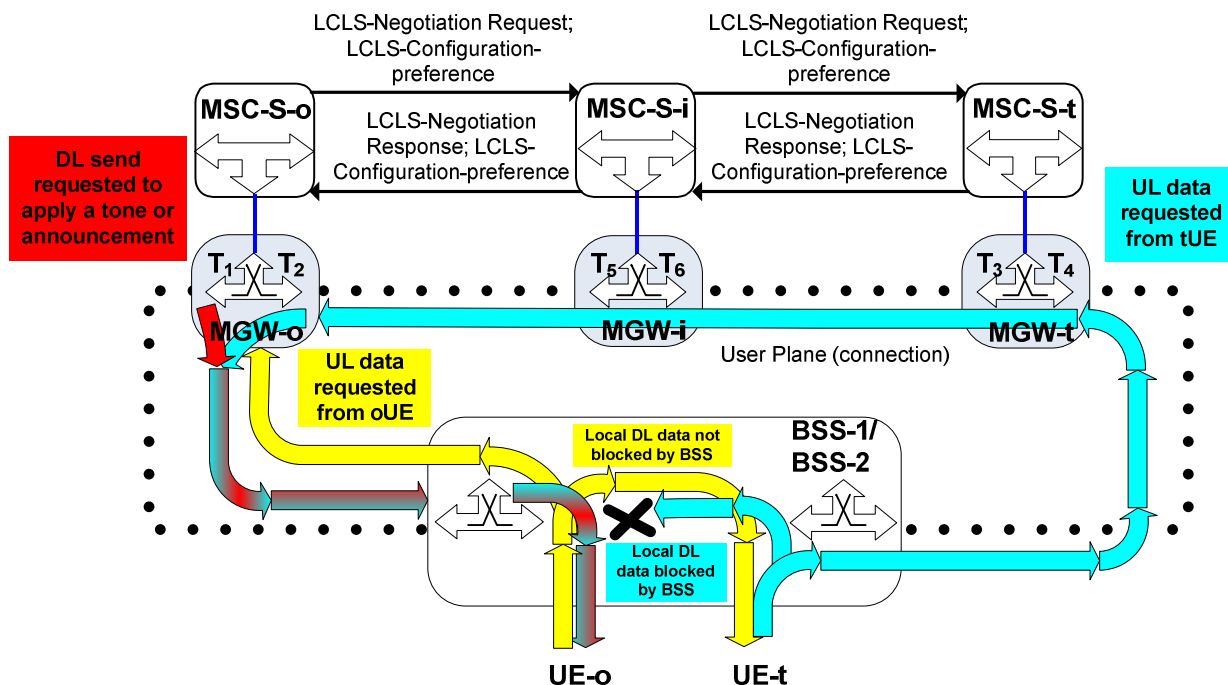 LCLS-Negotiation Request;
LCLS-Configuration-
preference
LCLS-Negotiation Request;
LCLS-Configuration-
preference
MSC-S-o
MSC-S-i
MSC-S-t
LCLS-Negotiation
Response; LCLS-
Configuration-preference
LCLS-Negotiation
Response; LCLS-
Configuration-preference
DL send
requested to
apply a tone or
announcement
UL data
requested
from tUE
T1 T2
T5 T6
T3 T4
MGW-o
MGW-i
MGW-t
User Plane (connection)
UL data
requested
from oUE
Local DL data not
blocked by BSS
BSS-1/
BSS-2
Local DL
data blocked
by BSS
UE-o
UE-t